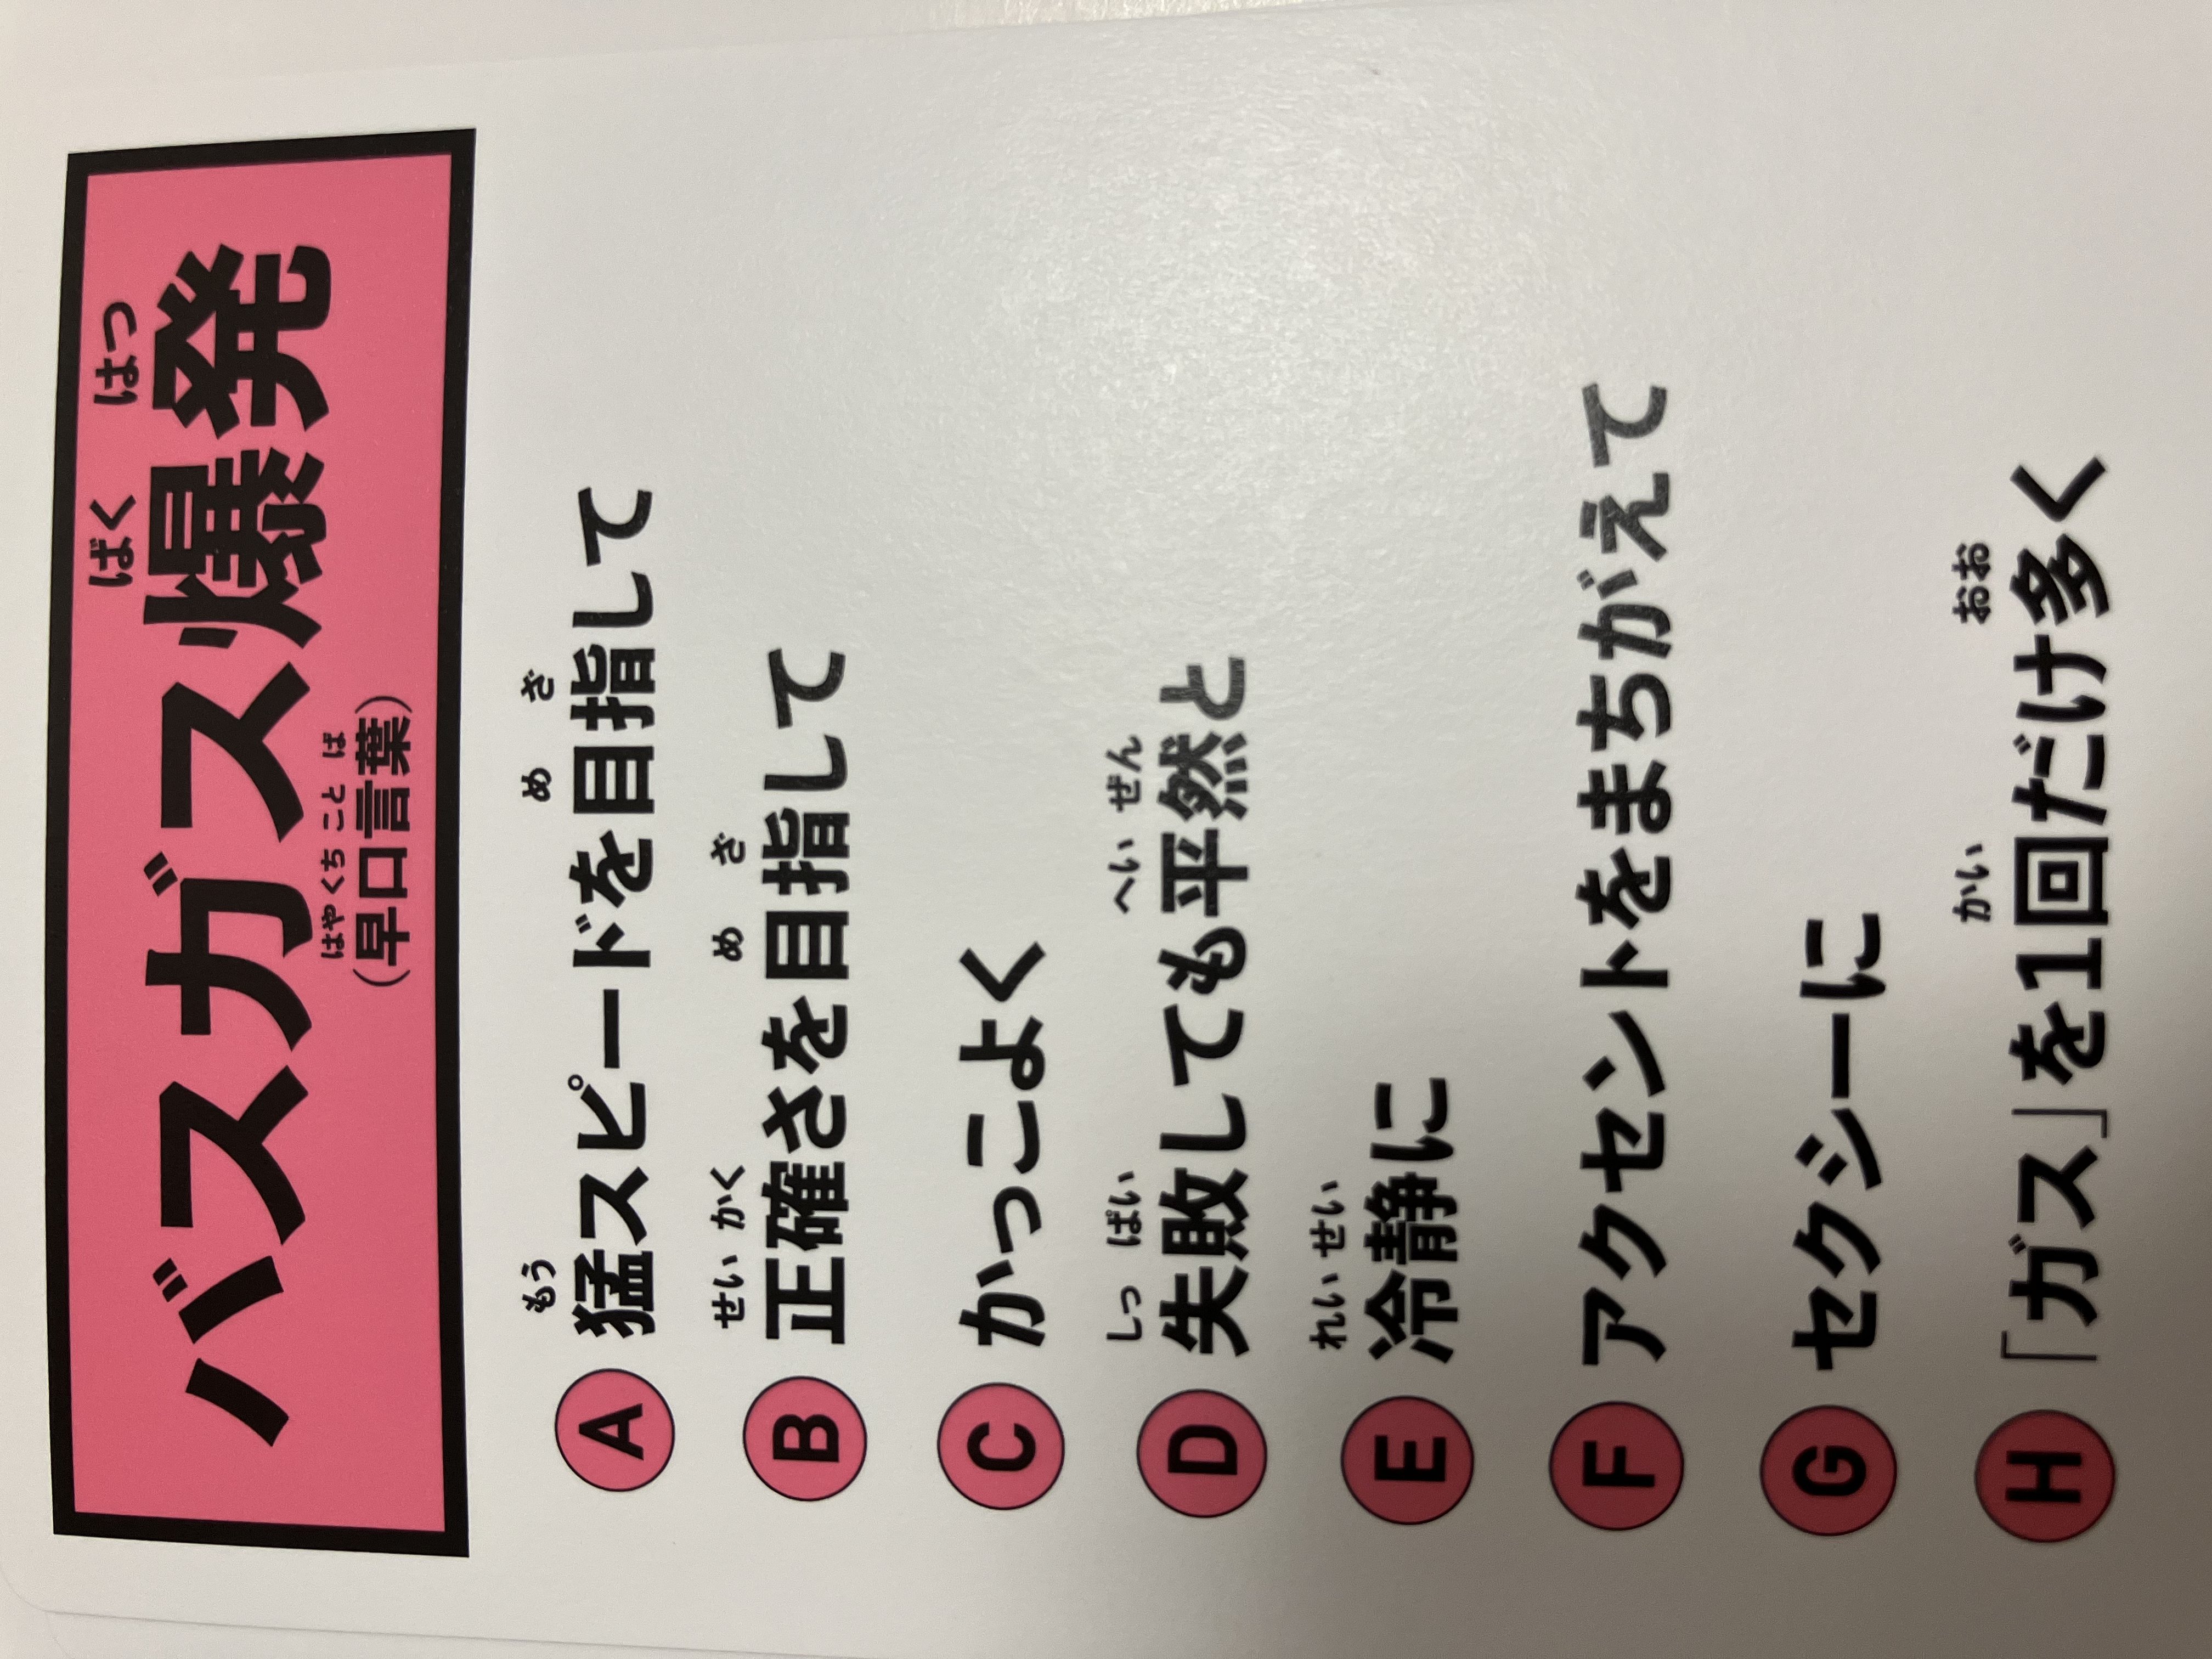 ばく はつ
バスガス爆発
はやくち こと ば
(早口言葉)
もう め ざ
A 猛スピードを目指して
せい かく め ざ
B 正確さを目指して
C かっこよく
しっ ぱい へい ぜん
D 失敗しても平然と
れい せい
E 冷静に
F アクセントをまちがえて
G セクシーに
かい おお
H 「ガス」を1回だけ多く